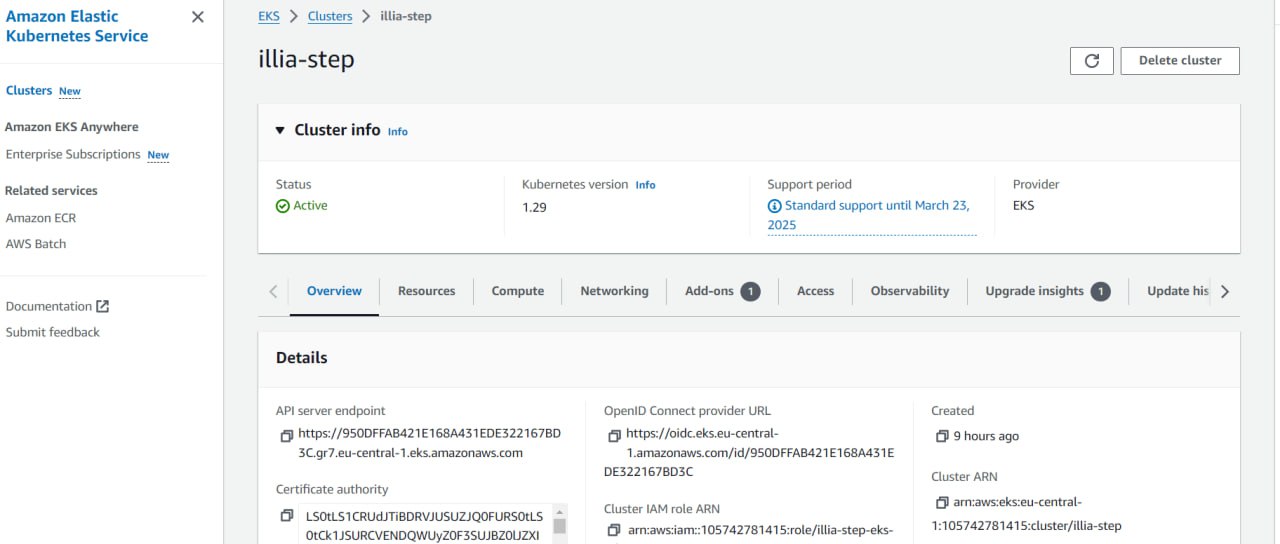 Amazon Elastic
Kubernetes Service
Clusters New
Amazon EKS Anywhere
Enterprise Subscriptions New
Related services
Amazon ECR
AWS Batch
Documentation
Submit feedback
EKS > Clusters > illia-step
illia-step
Delete cluster
Cluster info Info
Status
Active
Kubernetes version Info
1.29
Support period
Standard support until March 23,
2025
Provider
EKS
Overview Resources Compute Networking Add-ons 1 Access Observability Upgrade insights 1 Update his
Details
API server endpoint
https://950DFFAB421E168A431EDE322167BD
3C.gr7.eu-central-1.eks.amazonaws.com
Certificate authority
LS0tLS1CRUdJTiBDRVJUSUZJQ0FURS0tLS
0tCk1JSURCVENDQWUyZ0F3SUJBZ0lJZXI
OpenID Connect provider URL
https://oidc.eks.eu-central-
1.amazonaws.com/id/950DFFAB421E168A431E
DE322167BD3C
Cluster IAM role ARN
arn:aws:iam::105742781415:role/illia-step-eks-
Created
9 hours ago
Cluster ARN
arn:aws:eks:eu-central-
1:105742781415:cluster/illia-step